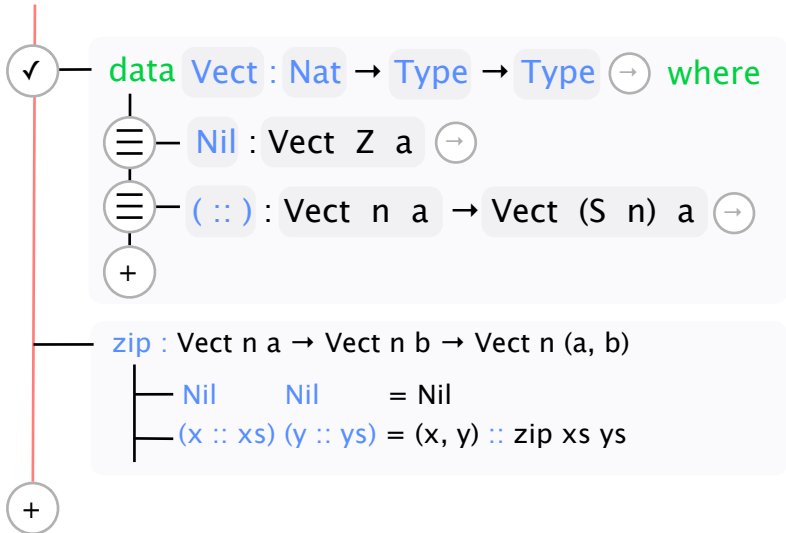 ✓ data Vect : Nat → Type → Type → where
Nil : Vect Z a →
( :: ) : Vect n a → Vect (S n) a →
+
zip : Vect n a → Vect n b → Vect n (a, b)
Nil Nil = Nil
(x :: xs) (y :: ys) = (x, y) :: zip xs ys
+